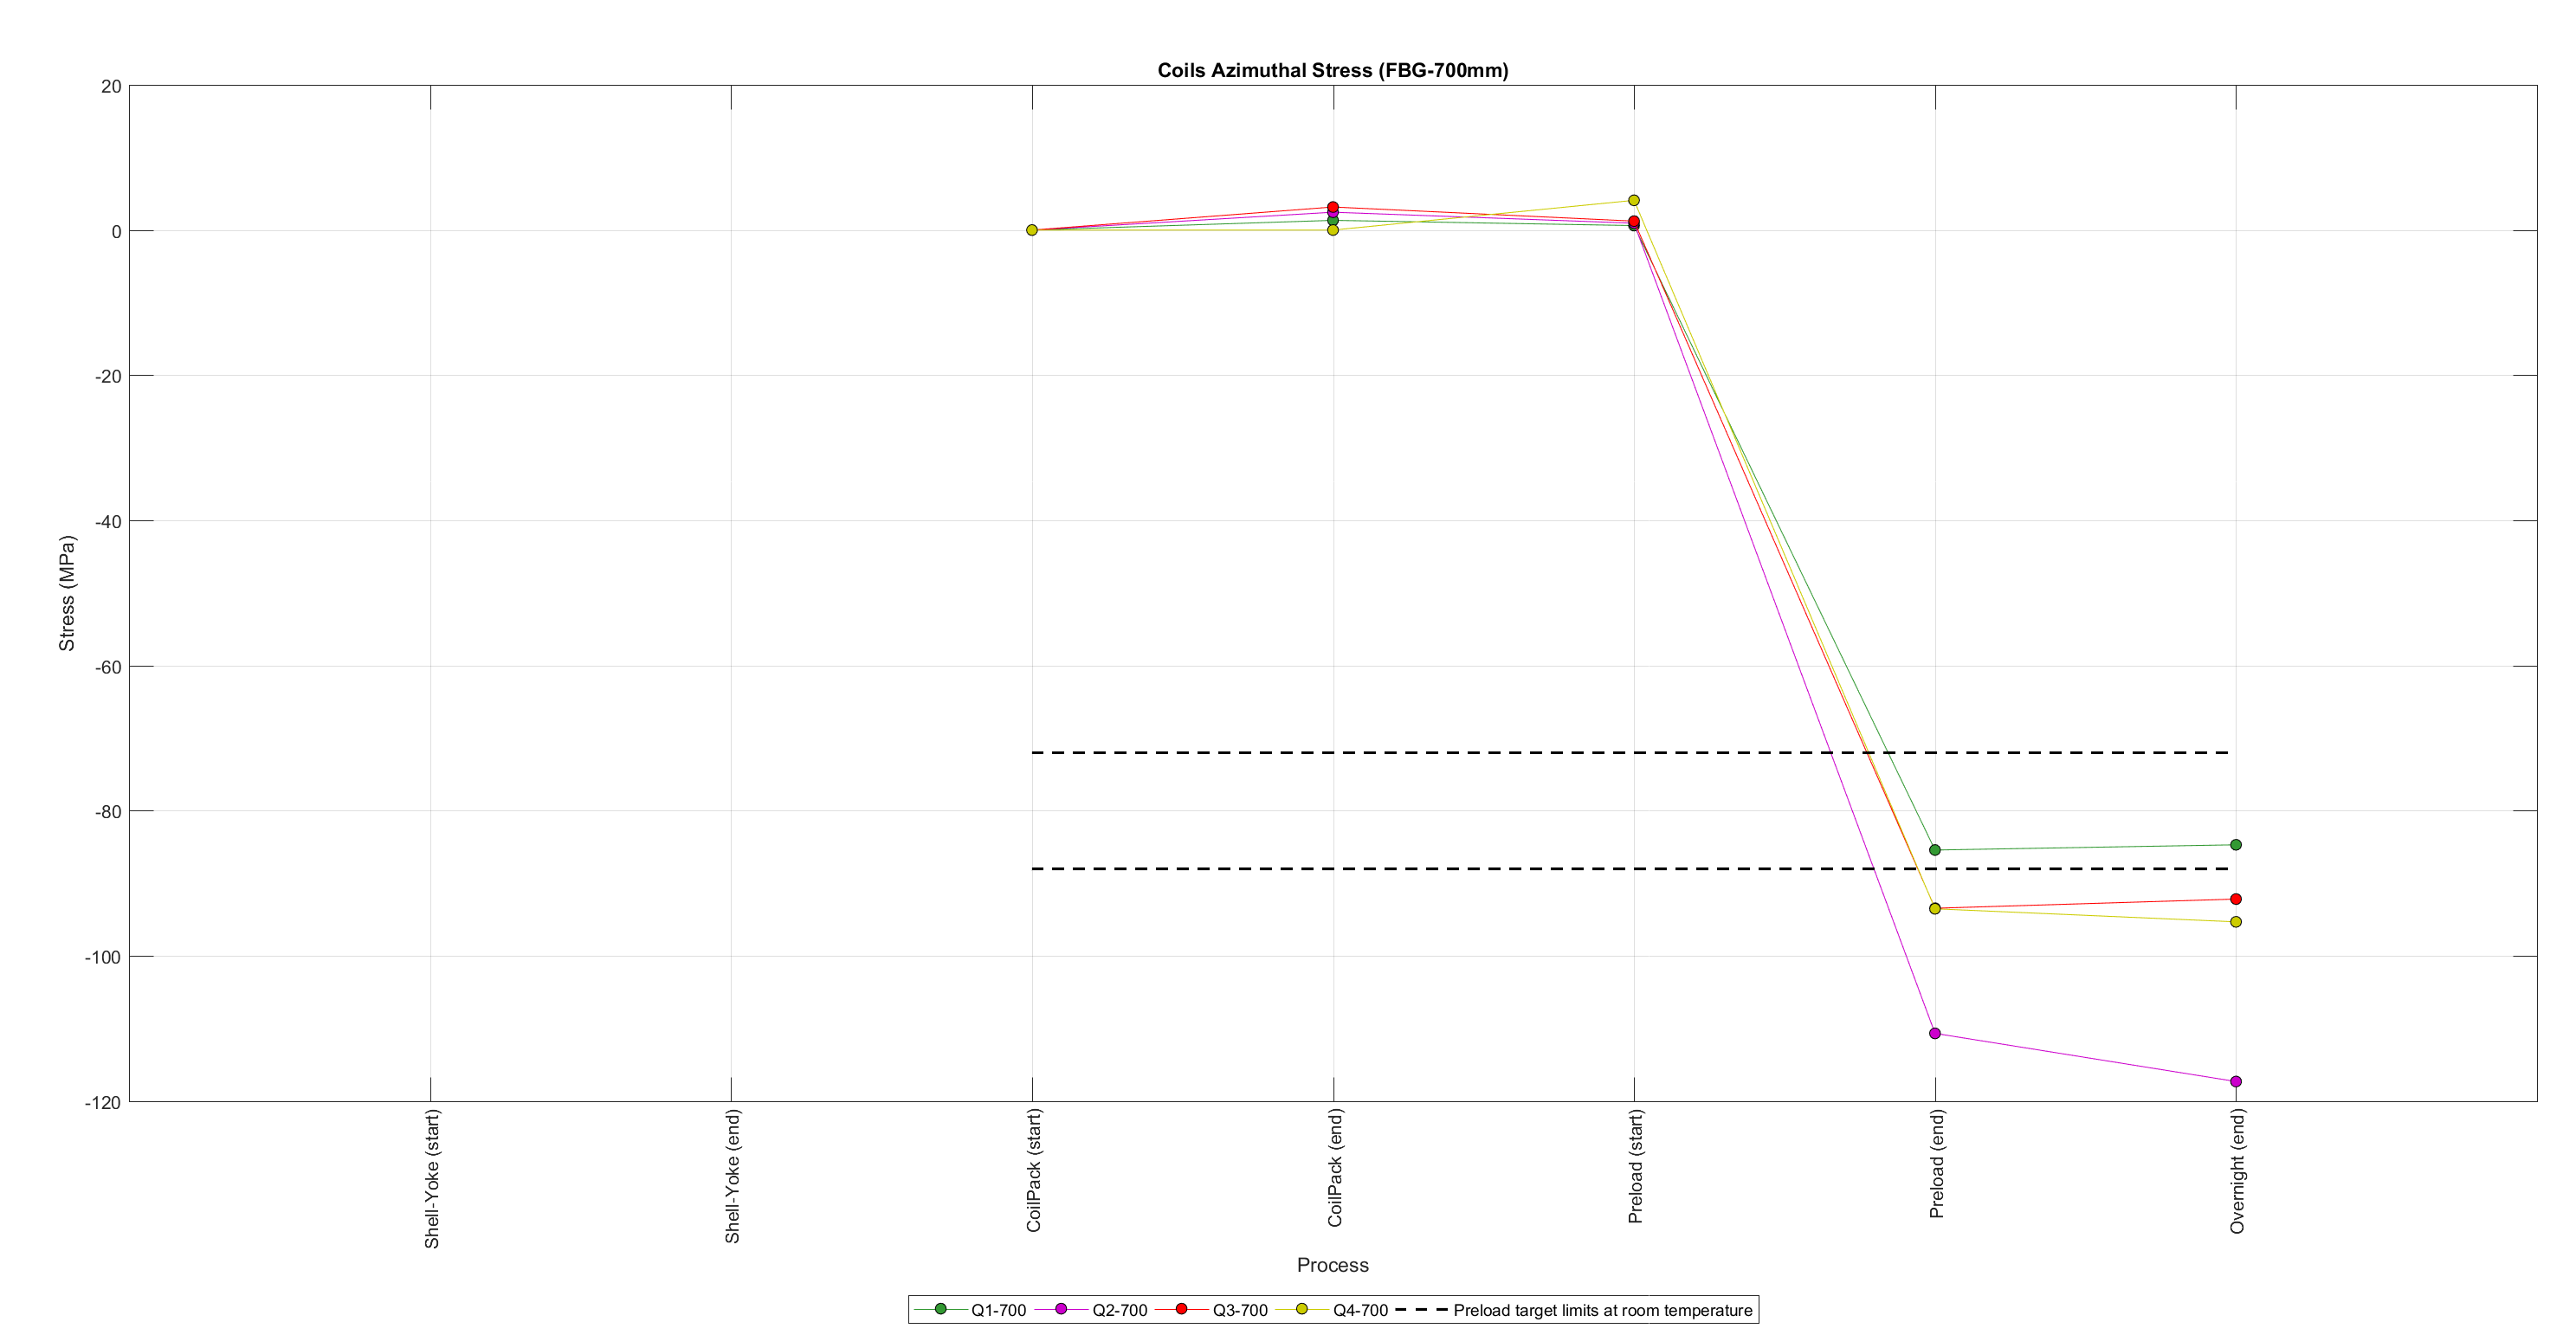 Coils Azimuthal Stress (FBG-700mm)
20
0
-20
-40
-60
-80
-100
-120
Stress (MPa)
Shell-Yoke (start)
Shell-Yoke (end)
CoilPack (start)
CoilPack (end)
Preload (start)
Preload (end)
Overnight (end)
Process
Q1-700 Q2-700 Q3-700 Q4-700 Preload target limits at room temperature